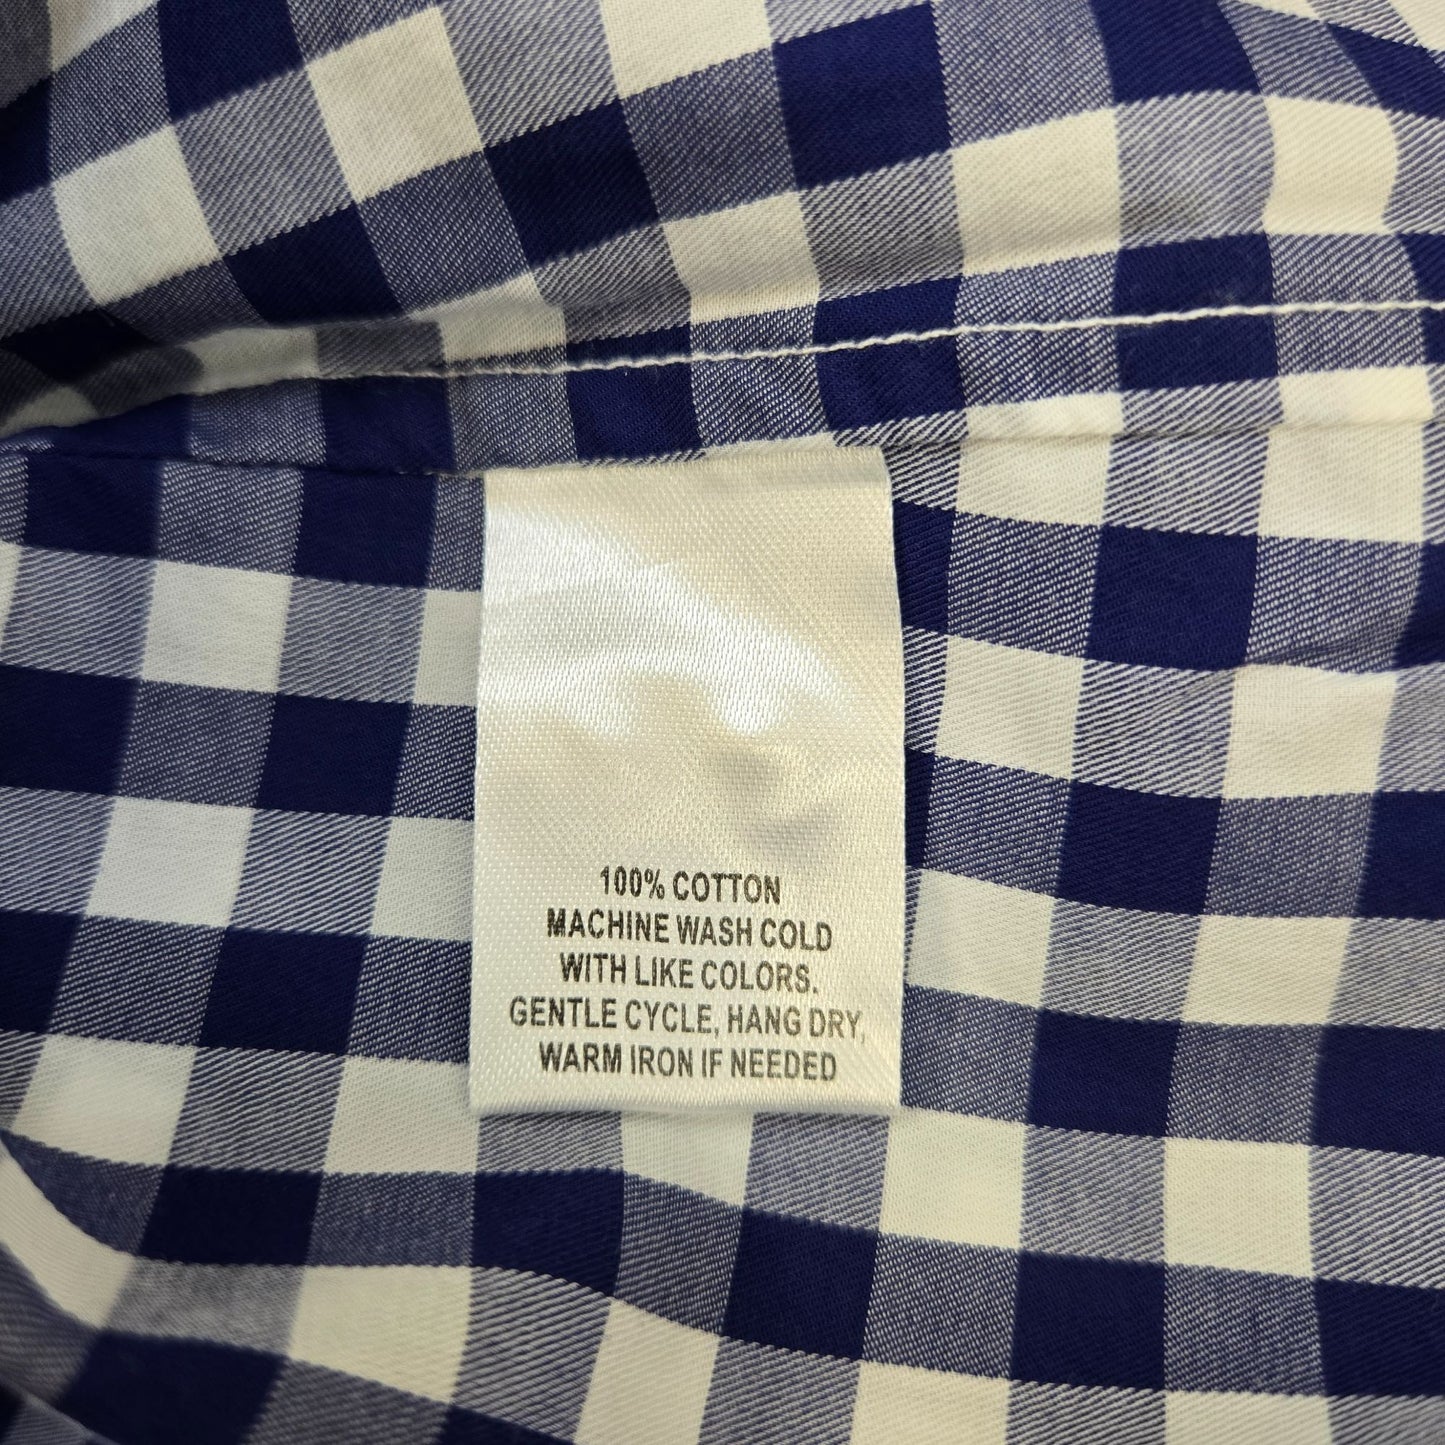 100% COTTON
MACHINE WASH COLD
WITH LIKE COLORS.
GENTLE CYCLE, HANG DRY,
WARM IRON IF NEEDED